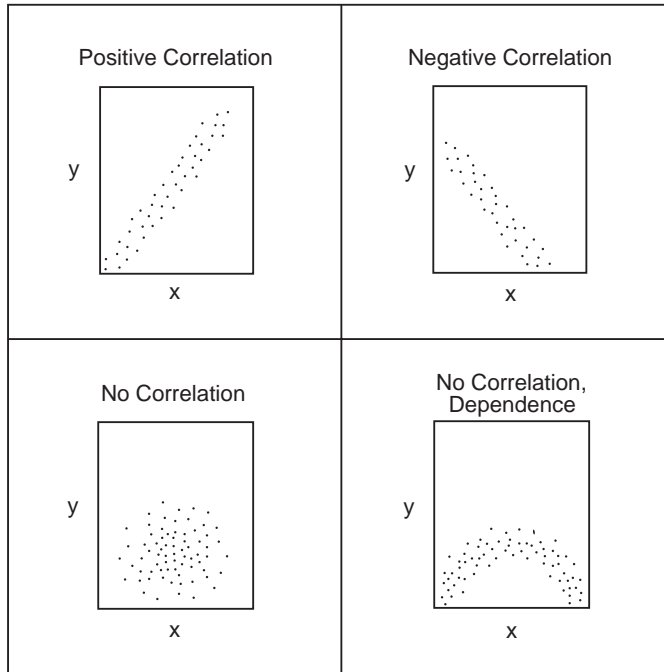 Positive Correlation
y
x
Negative Correlation
y
x
No Correlation
y
x
No Correlation,
Dependence
y
x